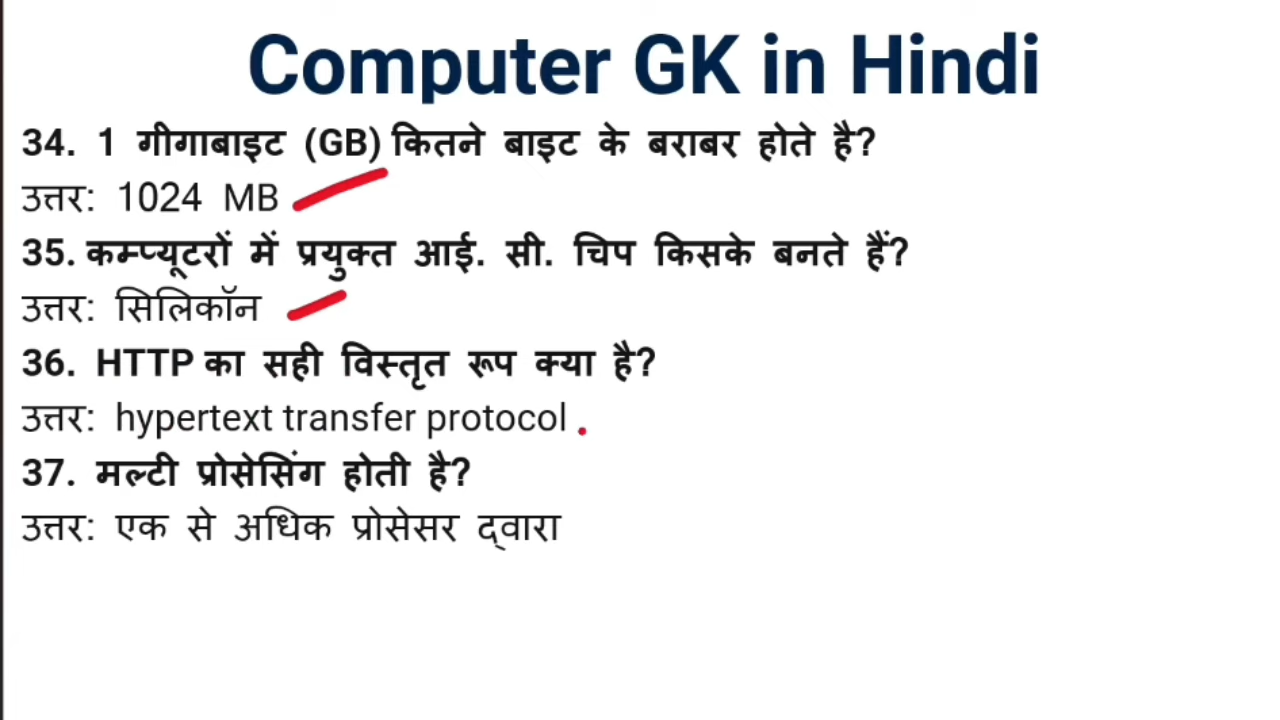 Computer GK in Hindi
34. 1 गीगाबाइट (GB) कितने बाइट के बराबर होते है?
उत्तर: 1024 MB
35. कम्प्यूटरों में प्रयुक्त आई. सी. चिप किसके बनते हैं?
उत्तर: सिलिकॉन
36. HTTP का सही विस्तृत रूप क्या है?
उत्तर: hypertext transfer protocol
37. मल्टी प्रोसेसिंग होती है?
उत्तर: एक से अधिक प्रोसेसर द्वारा